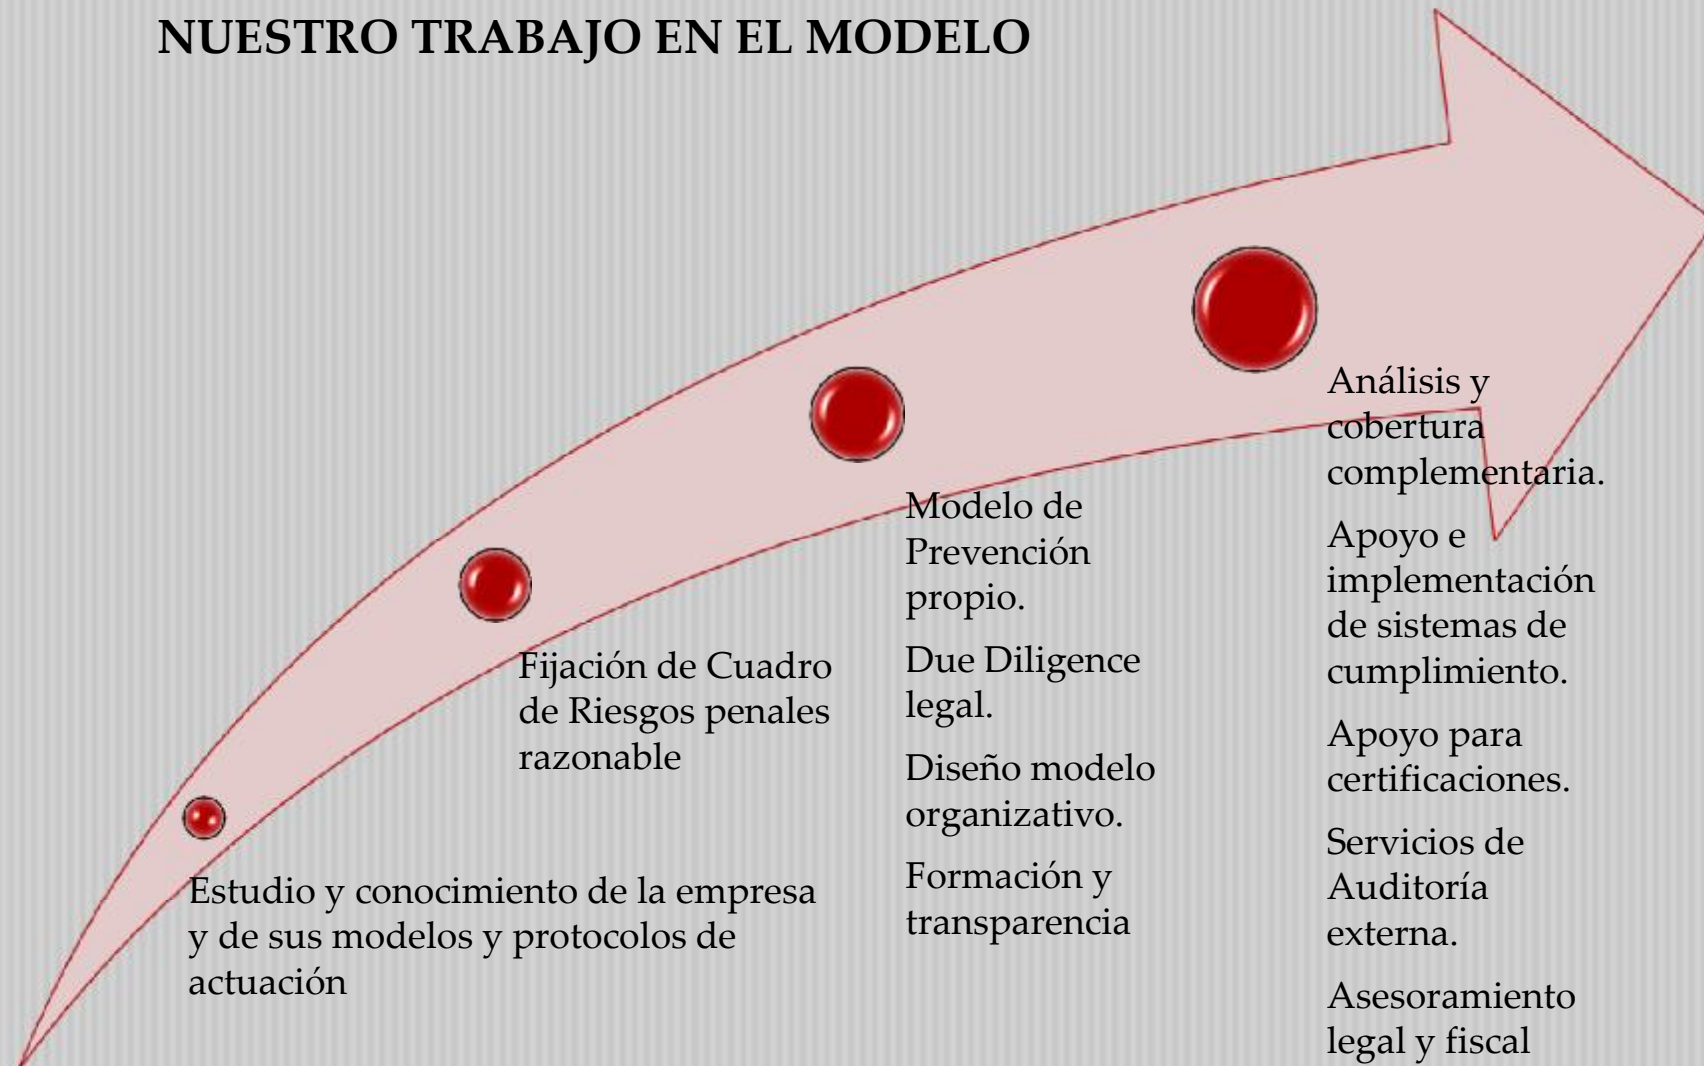 NUESTRO TRABAJO EN EL MODELO
Estudio y conocimiento de la empresa
y de sus modelos y protocolos de
actuación
Fijación de Cuadro
de Riesgos penales
razonable
Modelo de
Prevención
propio.
Due Diligence
legal.
Diseño modelo
organizativo.
Formación y
transparencia
Análisis y
cobertura
complementaria.
Apoyo e
implementación
de sistemas de
cumplimiento.
Apoyo para
certificaciones.
Servicios de
Auditoría
externa.
Asesoramiento
legal y fiscal